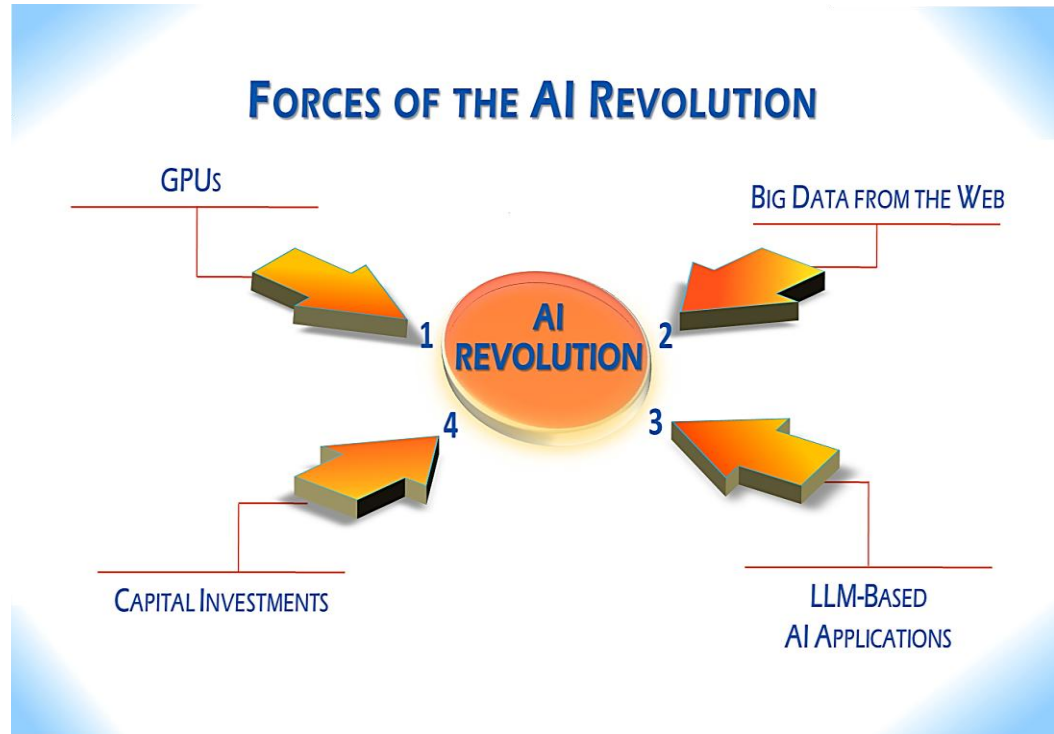 FORCES OF THE AI REVOLUTION
GPUs
BIG DATA FROM THE WEB
1
AI
REVOLUTION
2
4
3
CAPITAL INVESTMENTS
LLM-BASED
AI APPLICATIONS